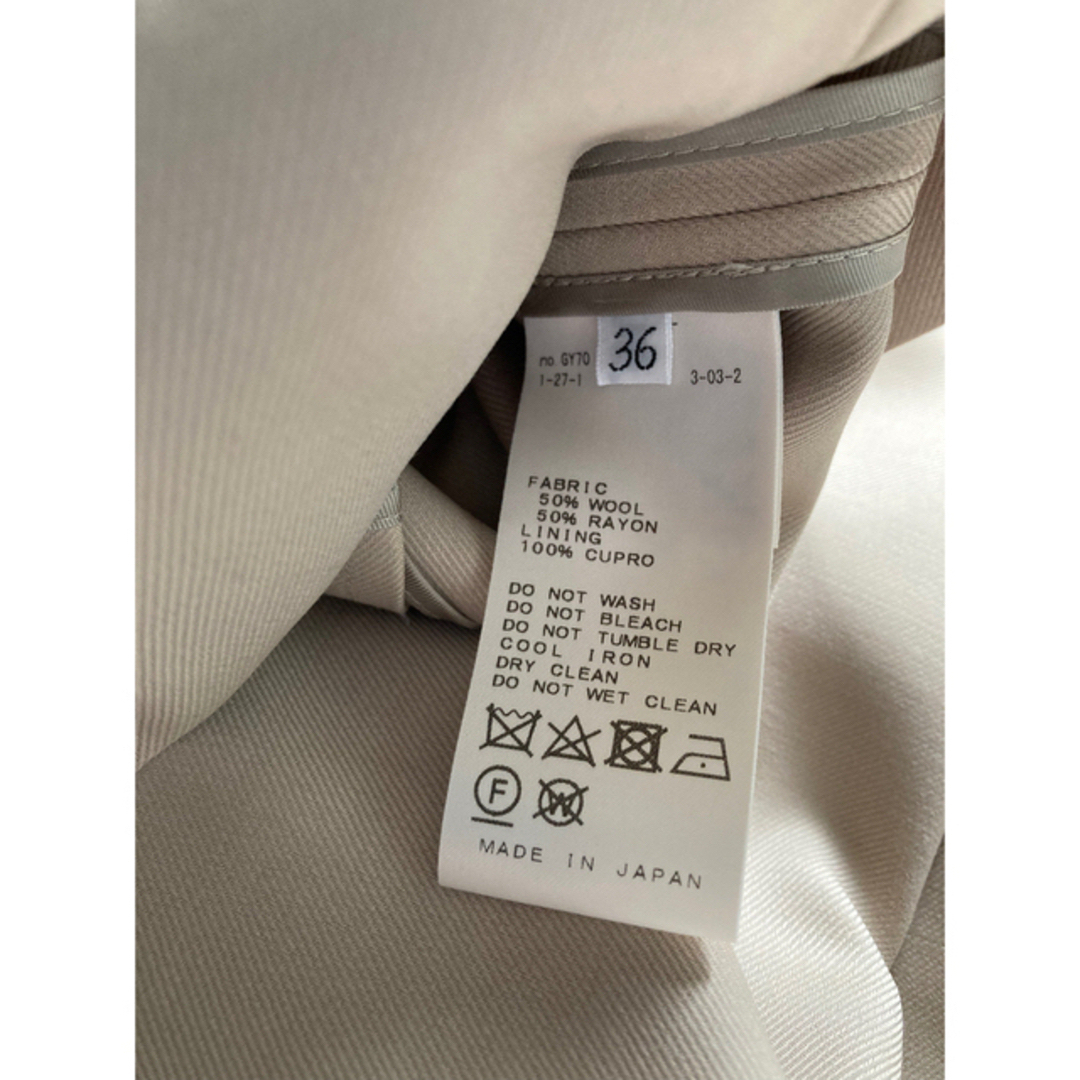 36
no GY70
1-27-1 3-03-2
FABRIC
50% WOOL
50% RAYON
LINING
100% CUPRO
DO NOT WASH
DO NOT BLEACH
DO NOT TUMBLE DRY
COOL IRON
DRY CLEAN
DO NOT WET CLEAN
F W
MADE IN JAPAN